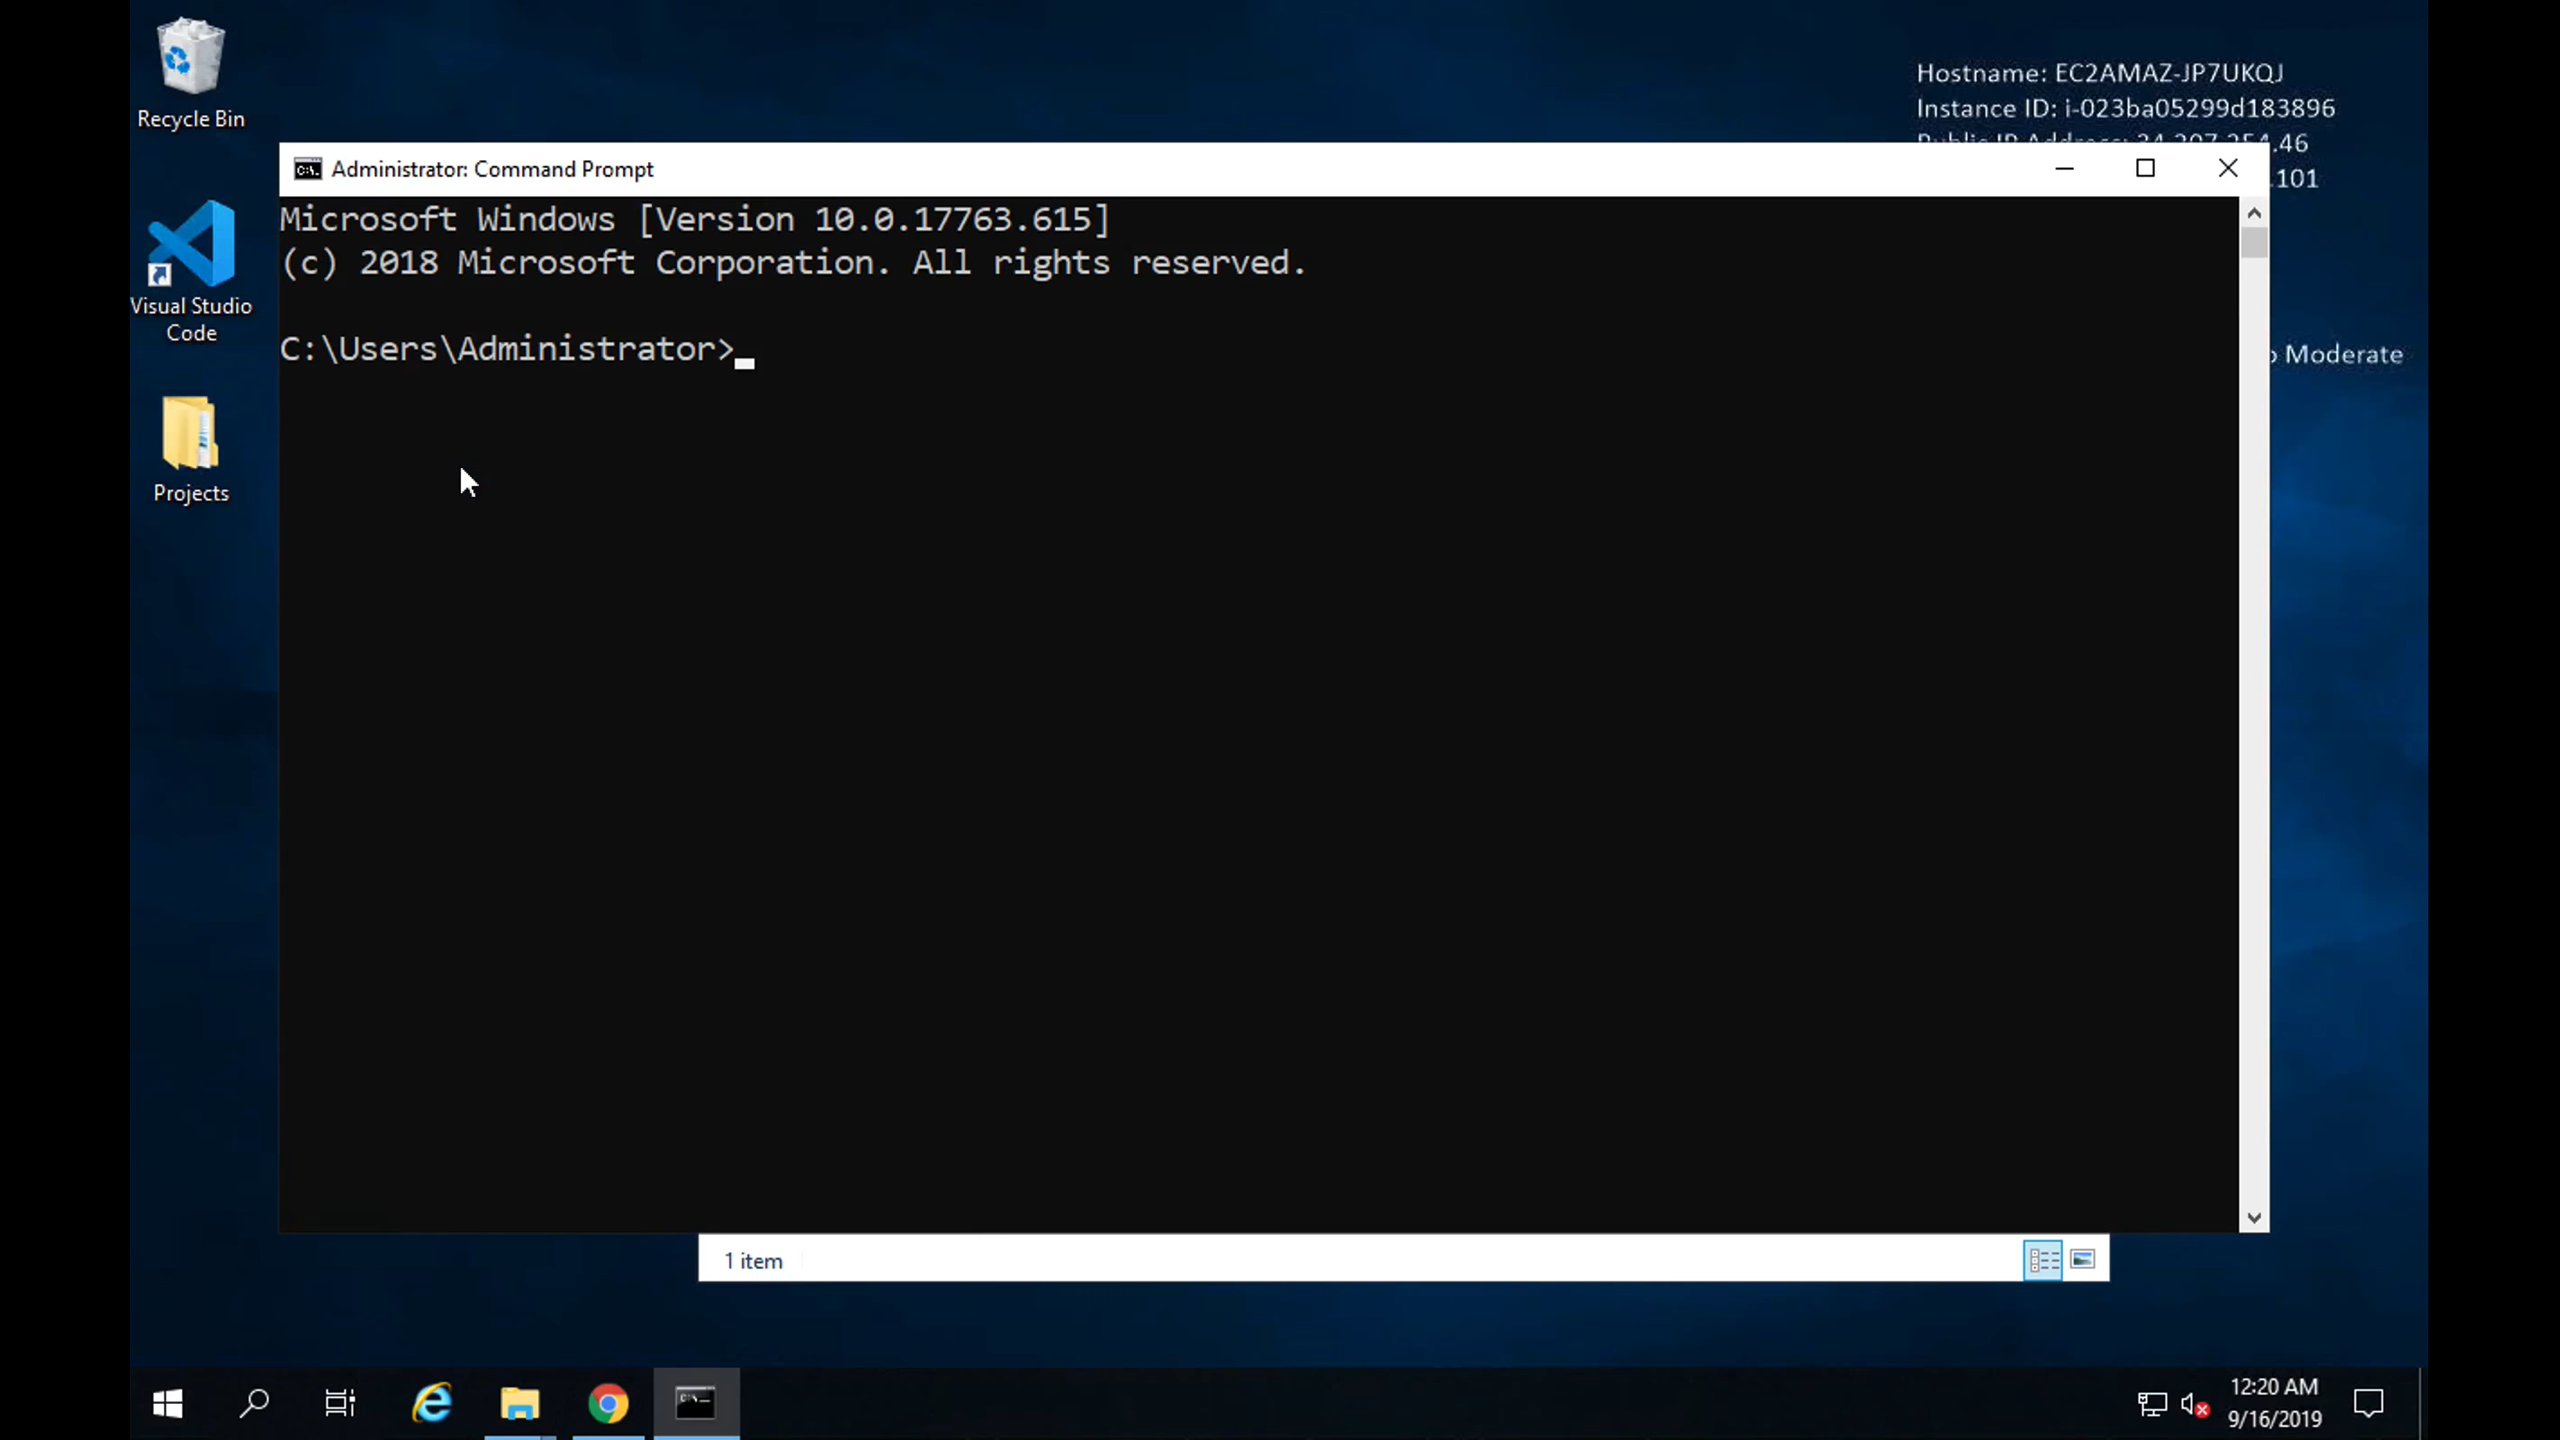 Recycle Bin
Visual Studio
Code
Projects
Hostname: EC2AMAZ-JP7UKQJ
Instance ID: i-023ba05299d183896
.46
.101
Moderate
Administrator: Command Prompt
Microsoft Windows [Version 10.0.17763.615]
(c) 2018 Microsoft Corporation. All rights reserved.
C:\Users\Administrator>
1 item
12:20 AM
9/16/2019